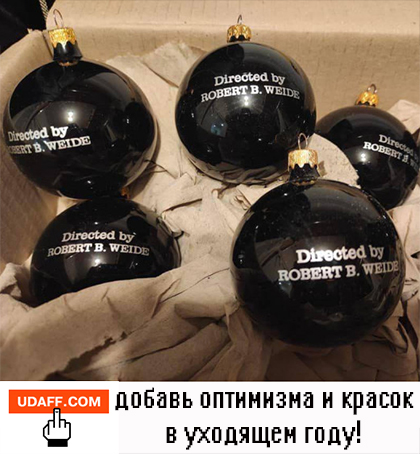 Directed by
ROBERT B. WEIDE
Directed by
ROBERT B. WEIDE
Directed by
ROBERT B. WEIDE
Directed by
ROBERT B. WEIDE
Directed by
ROBERT B. WEIDE
UDAFF.COM
добавь оптимизма и красок
в уходящем году!